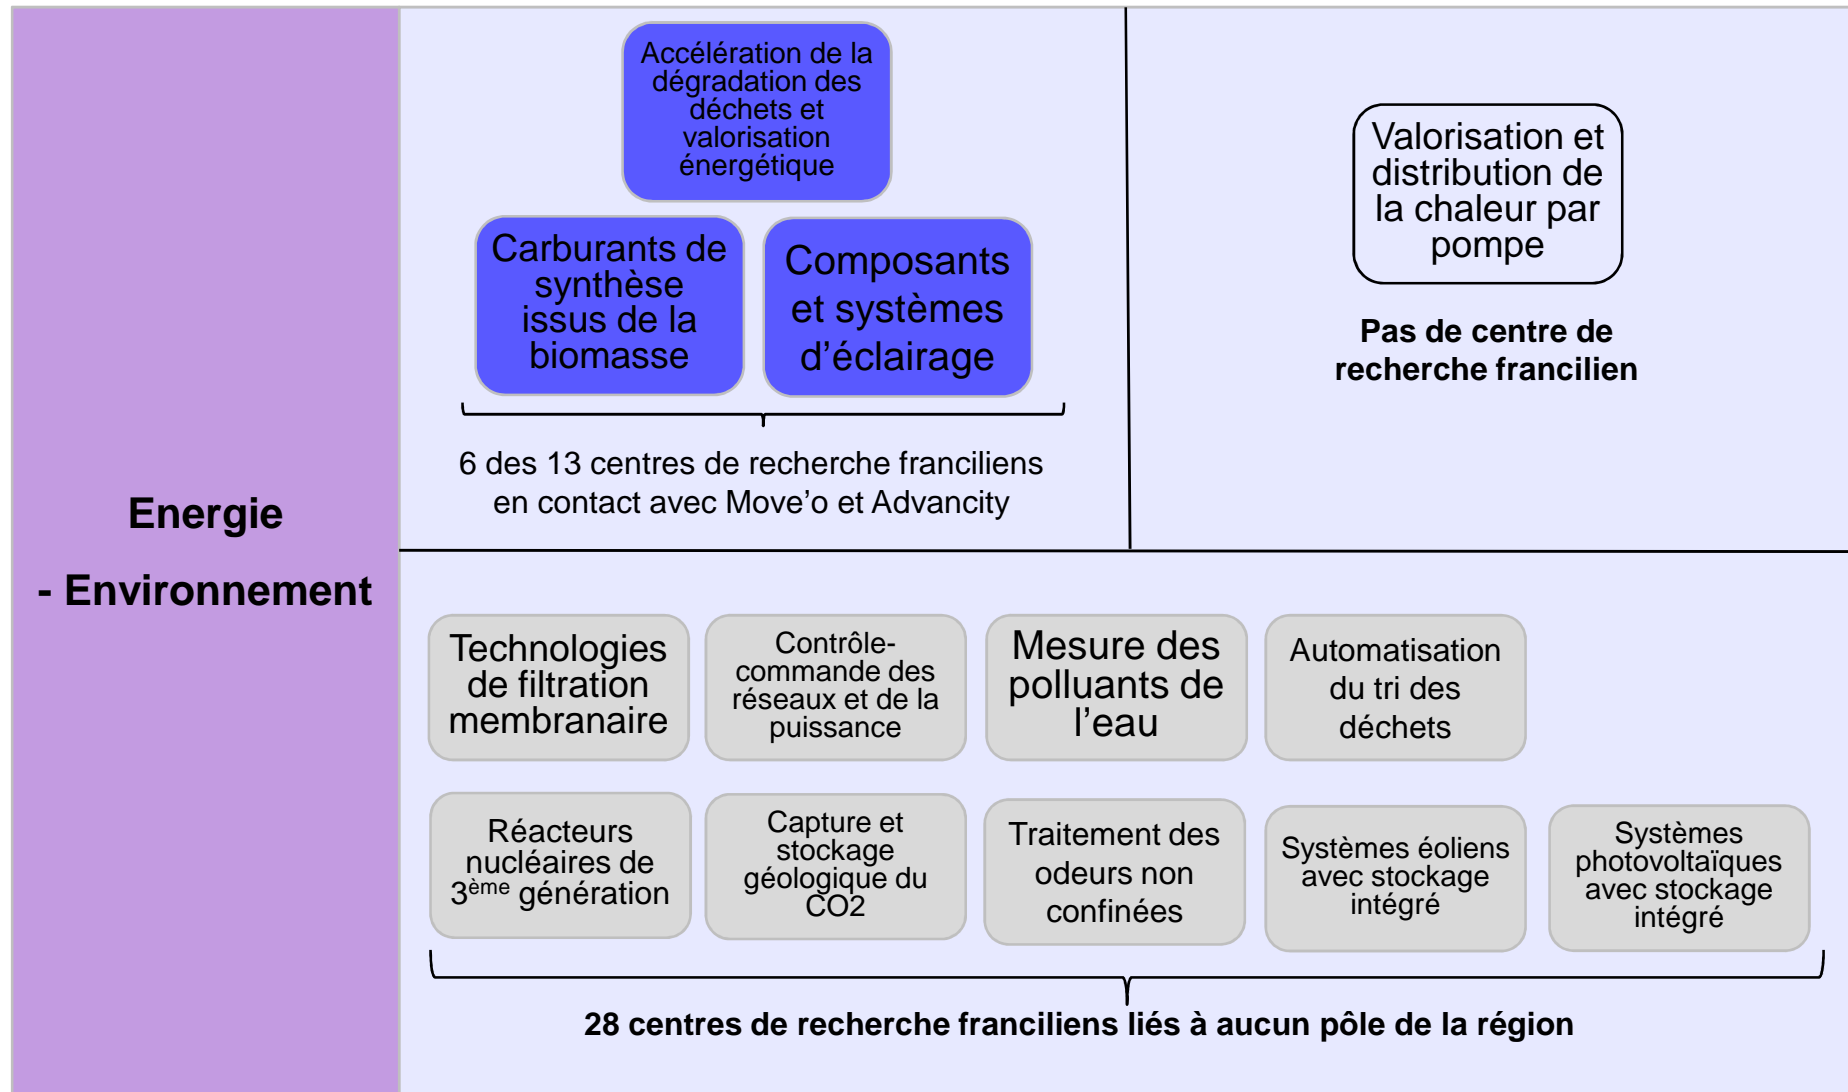 Energie
- Environnement
Accélération de la
dégradation des
déchets et
valorisation
énergétique
Carburants de
synthèse
issus de la
biomasse
Composants
et systèmes
d’éclairage
6 des 13 centres de recherche franciliens
en contact avec Move’o et Advancity
Valorisation et
distribution de
la chaleur par
pompe
Pas de centre de
recherche francilien
Technologies
de filtration
membranaire
Contrôle-
commande des
réseaux et de la
puissance
Mesure des
polluants de
l’eau
Automatisation
du tri des
déchets
Réacteurs
nucléaires de
3ème génération
Capture et
stockage
géologique du
CO2
Traitement des
odeurs non
confinées
Systèmes éoliens
avec stockage
intégré
Systèmes
photovoltaïques
avec stockage
intégré
28 centres de recherche franciliens liés à aucun pôle de la région